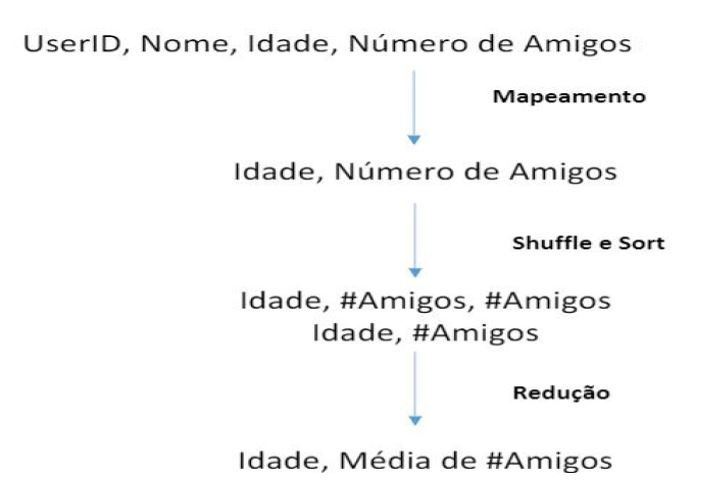 UserID, Nome, Idade, Número de Amigos
Mapeamento
Idade, Número de Amigos
Shuffle e Sort
Idade, #Amigos, #Amigos
Idade, #Amigos
Redução
Idade, Média de #Amigos